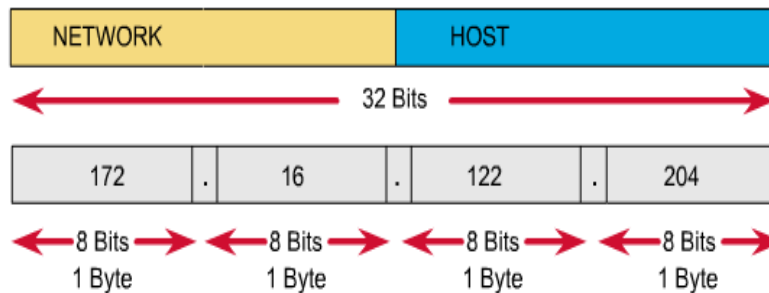 NETWORK HOST
32 Bits
172 . 16 . 122 . 204
8 Bits 8 Bits 8 Bits 8 Bits
1 Byte 1 Byte 1 Byte 1 Byte